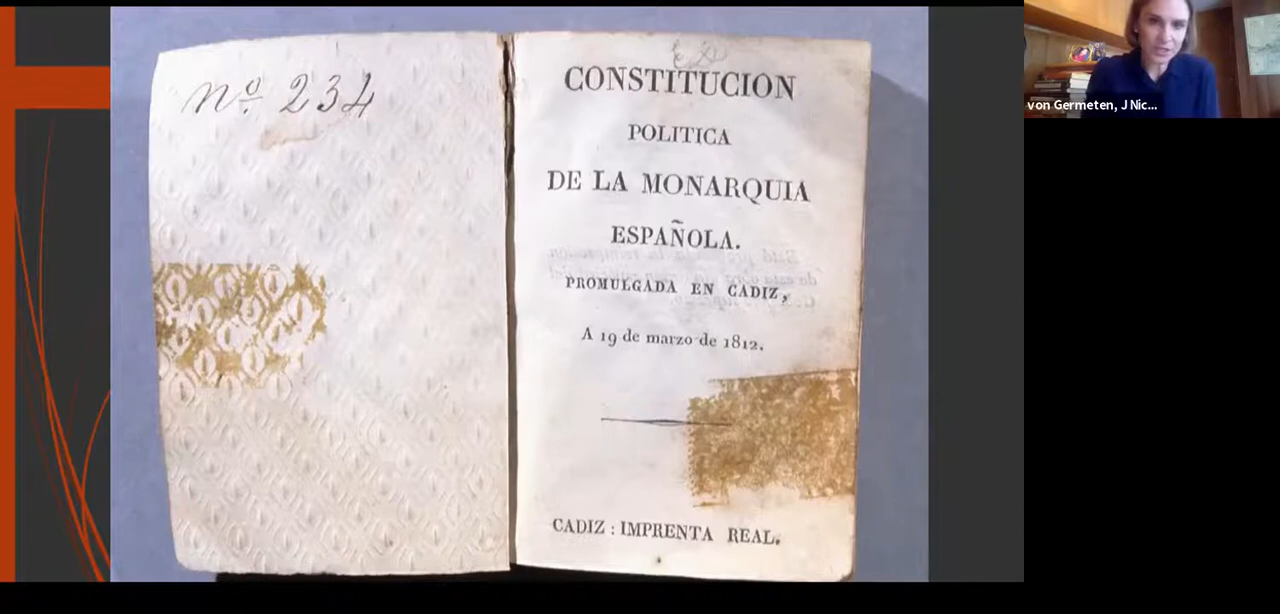 nº. 234
CONSTITUCION
POLITICA
DE LA MONARQUIA
ESPAÑOLA.
PROMULGADA EN CADIZ,
A 19 de marzo de 1812.
CADIZ : IMPRENTA REAL.
von Germeten, J Nic...